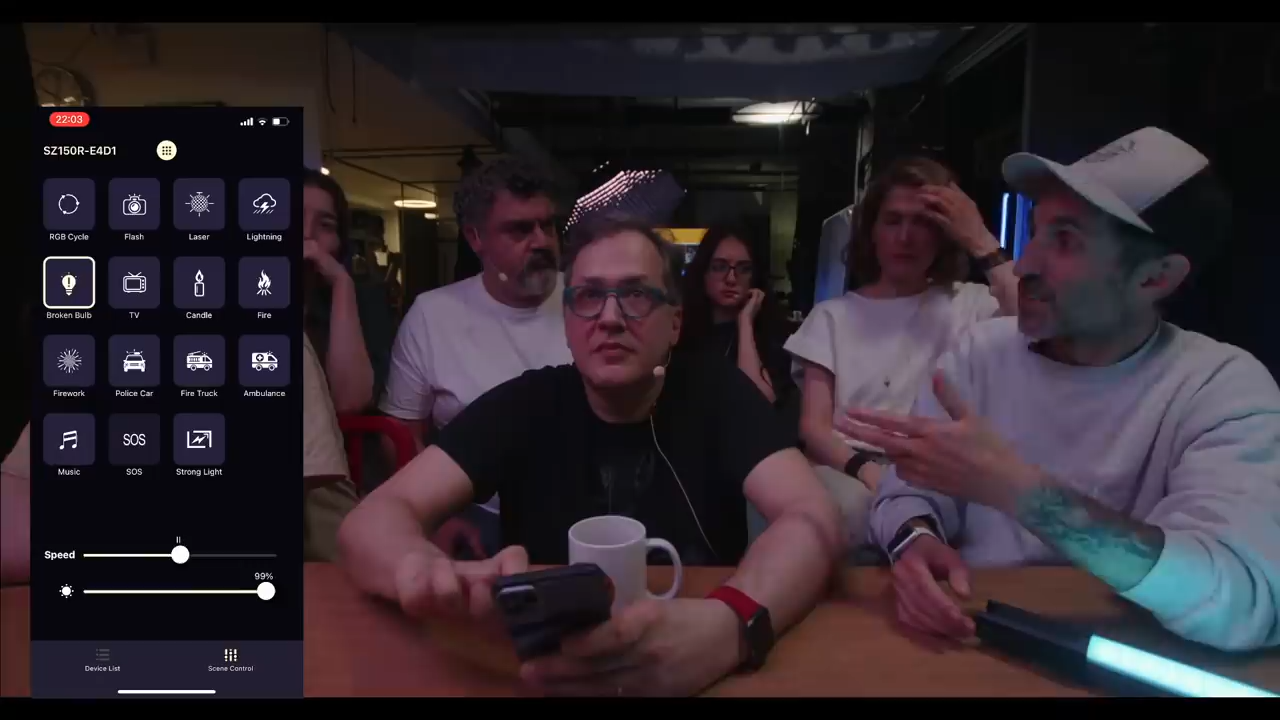 22:03
SZ150R-E4D1
RGB Cycle Flash Laser Lightning
Broken Bulb TV Candle Fire
Firework Police Car Fire Truck Ambulance
SOS
Music SOS Strong Light
Speed
99%
Device List Scene Control